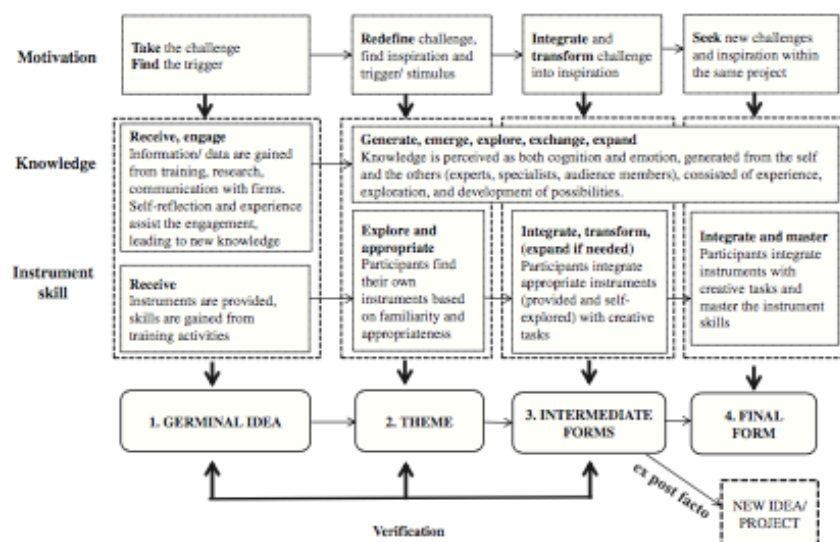 Motivation
Take the challenge
Find the trigger
Redefine challenge,
find inspiration and
trigger/ stimulus
Integrate and
transform challenge
into inspiration
Seek new challenges
and inspiration within
the same project
Knowledge
Receive, engage
Information/ data are gained
from training, research,
communication with firms.
Self-reflection and experience
assist the engagement,
leading to new knowledge
Generate, emerge, explore, exchange, expand
Knowledge is perceived as both cognition and emotion, generated from the self
and the others (experts, specialists, audience members), consisted of experience,
exploration, and development of possibilities.
Instrument
skill
Receive
Instruments are provided,
skills are gained from
training activities
Explore and
appropriate
Participants find
their own
instruments based
on familiarity and
appropriateness
Integrate, transform,
(expand if needed)
Participants integrate
appropriate instruments
(provided and self-
explored) with creative
tasks
Integrate and master
Participants integrate
instruments with
creative tasks and
master the instrument
skills
1. GERMINAL IDEA
2. THEME
3. INTERMEDIATE
FORMS
4. FINAL
FORM
ex post facto
NEW IDEA/
PROJECT
Verification